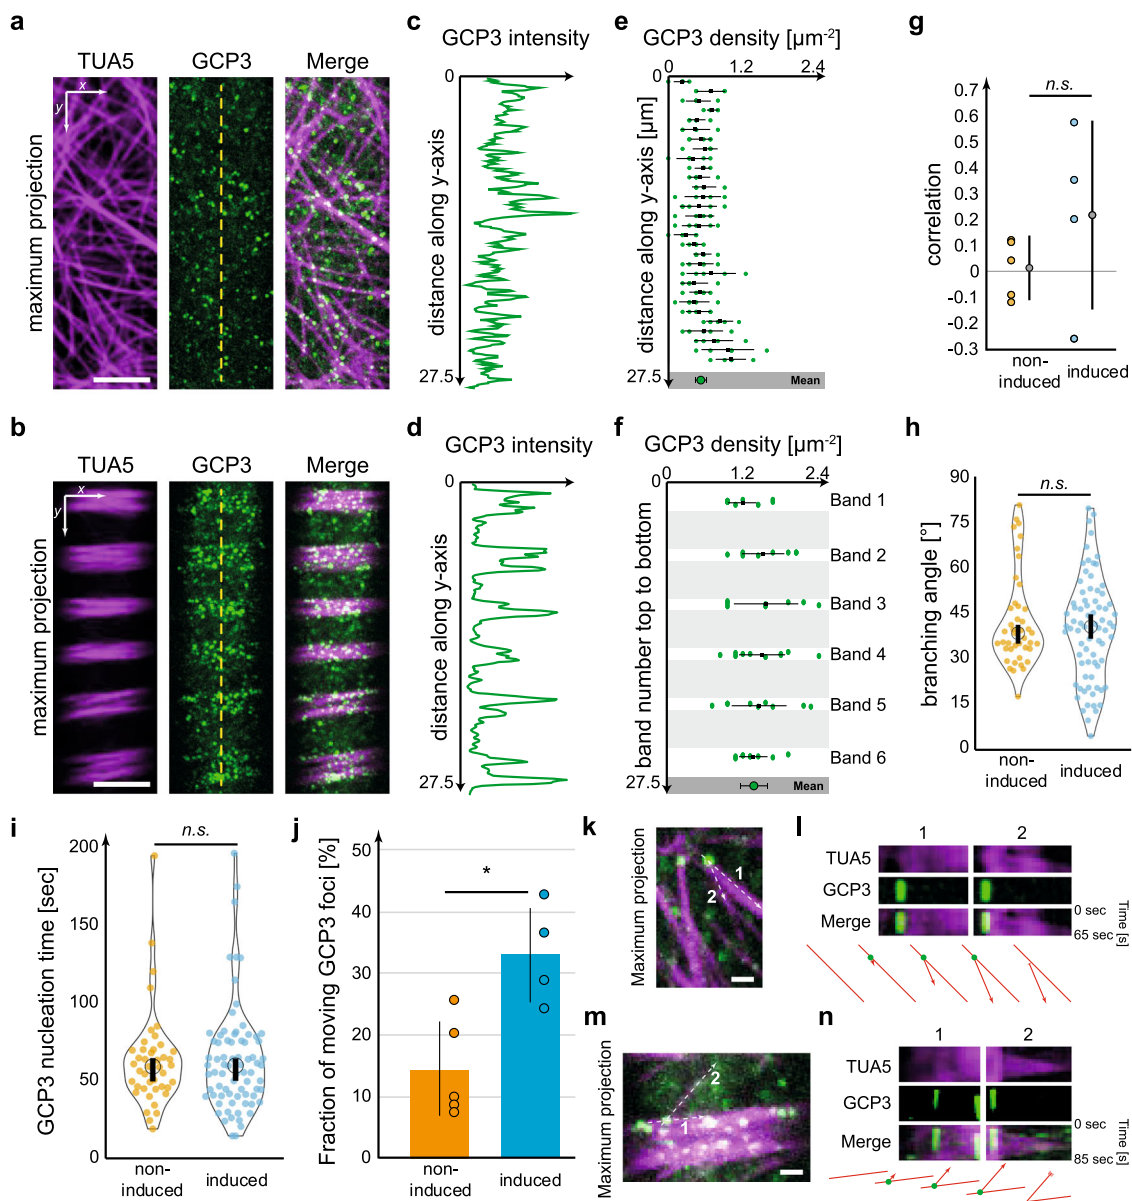 a
TUA5 GCP3 Merge
x
y
maximum projection
c
GCP3 intensity
0
distance along y-axis
27.5
e
GCP3 density [µm-2]
0 1.2 2.4
0
distance along y-axis [µm]
27.5
Mean
g
n.s.
0.7
0.6
0.5
0.4
0.3
0.2
0.1
0
-0.1
-0.2
-0.3
correlation
non-induced
induced
b
TUA5 GCP3 Merge
x
y
maximum projection
d
GCP3 intensity
0
distance along y-axis
27.5
f
GCP3 density [µm-2]
0 1.2 2.4
0
band number top to bottom
Band 1
Band 2
Band 3
Band 4
Band 5
Band 6
27.5
Mean
h
n.s.
90
75
60
45
30
15
0
branching angle [°]
non-induced
induced
i
n.s.
200
150
100
50
0
GCP3 nucleation time [sec]
non-induced
induced
j
*
50
40
30
20
10
0
Fraction of moving GCP3 foci [%]
non-induced
induced
k
Maximum projection
1
2
l
1 2
TUA5
GCP3
Merge
0 sec
65 sec
Time [s]
m
Maximum projection
2
1
n
1 2
TUA5
GCP3
Merge
0 sec
85 sec
Time [s]